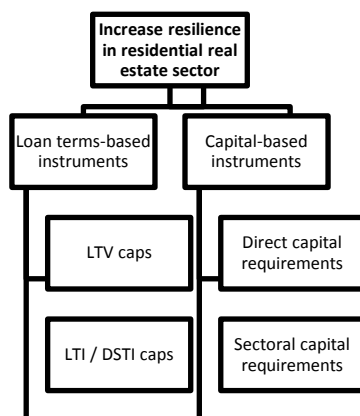 Increase resilience
in residential real
estate sector
Loan terms-based
instruments
Capital-based
instruments
LTV caps
Direct capital
requirements
LTI / DSTI caps
Sectoral capital
requirements